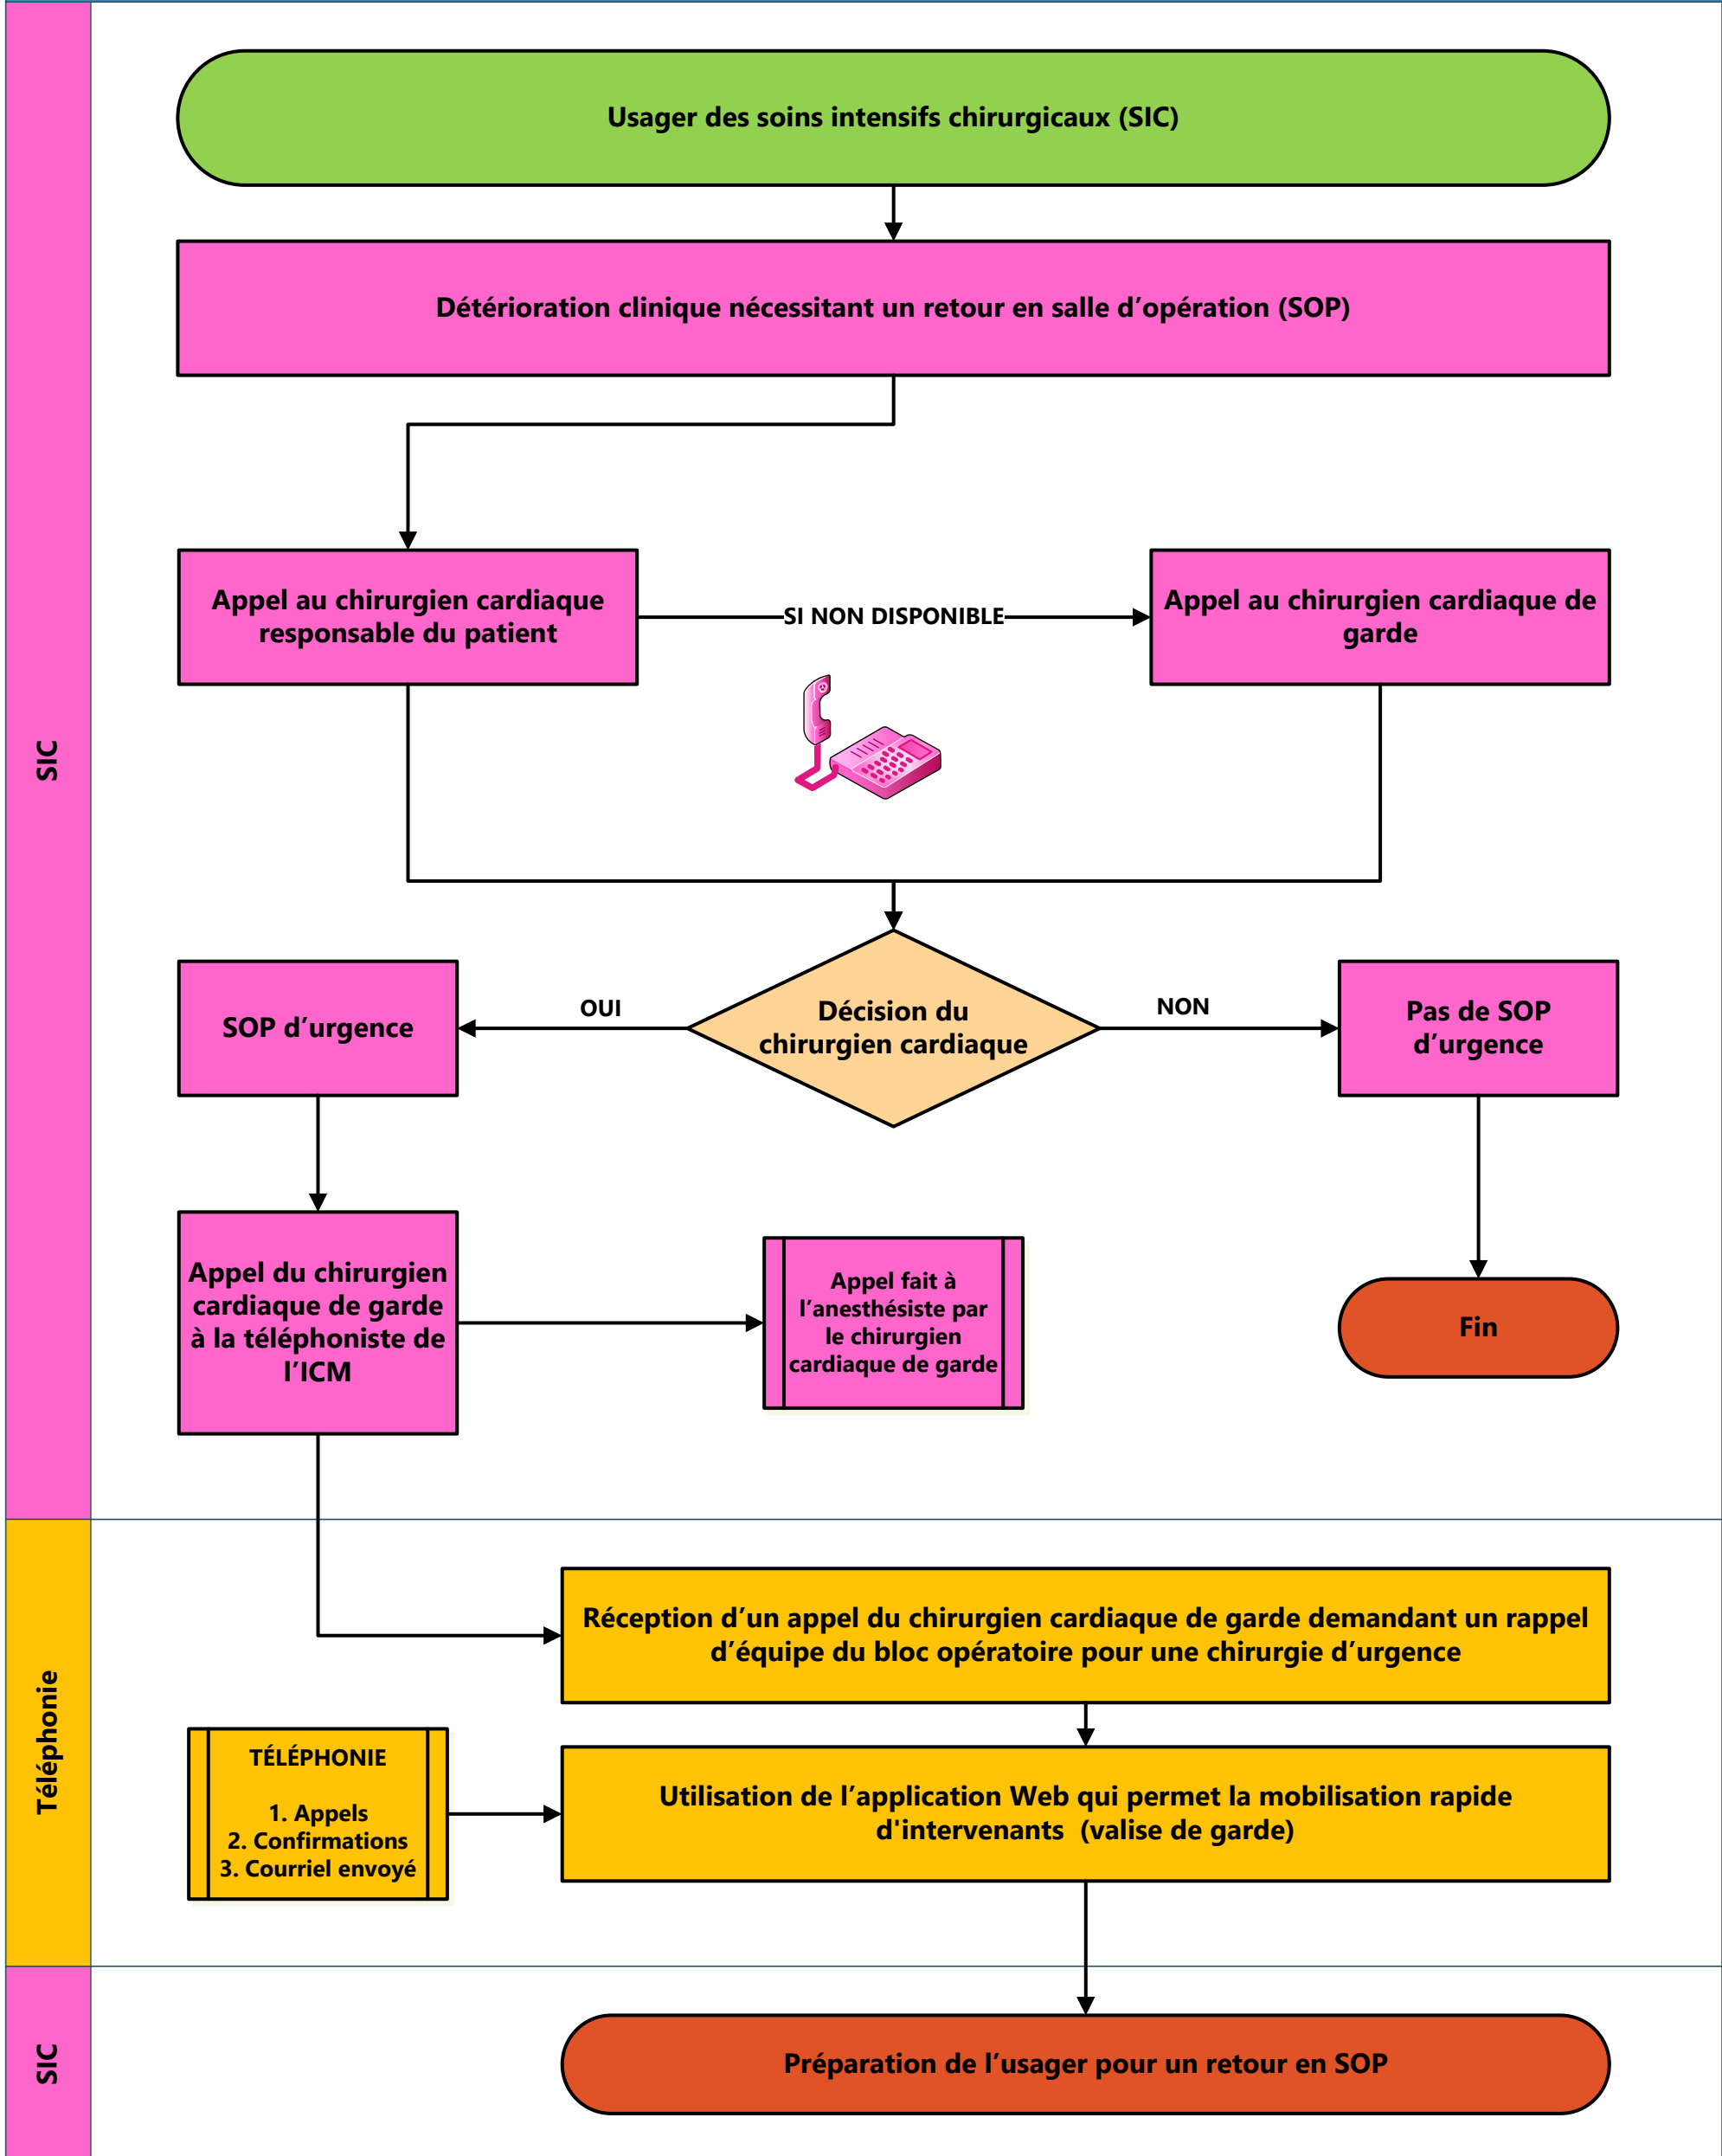 SIC
Usager des soins intensifs chirurgicaux (SIC)
Détérioration clinique nécessitant un retour en salle d’opération (SOP)
Appel au chirurgien cardiaque
responsable du patient
SI NON DISPONIBLE
Appel au chirurgien cardiaque de
garde
Décision du
chirurgien cardiaque
OUI
NON
SOP d’urgence
Pas de SOP
d’urgence
Appel du chirurgien
cardiaque de garde
à la téléphoniste de
l’ICM
Appel fait à
l’anesthésiste par
le chirurgien
cardiaque de garde
Fin
Téléphonie
Réception d’un appel du chirurgien cardiaque de garde demandant un rappel
d’équipe du bloc opératoire pour une chirurgie d’urgence
TÉLÉPHONIE
1. Appels
2. Confirmations
3. Courriel envoyé
Utilisation de l’application Web qui permet la mobilisation rapide
d'intervenants (valise de garde)
SIC
Préparation de l’usager pour un retour en SOP